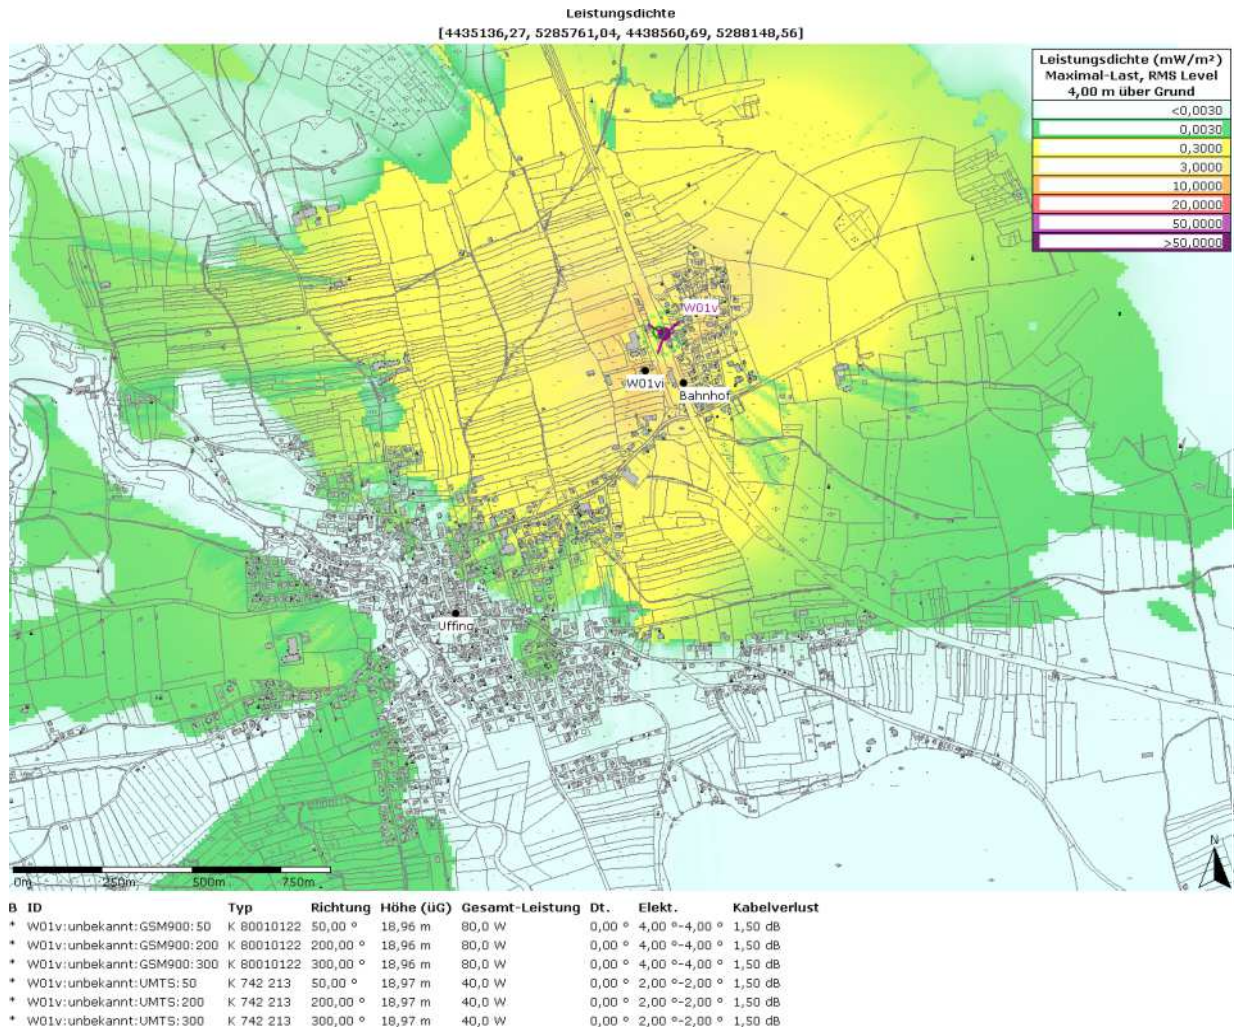 Leistungsdichte
[4435136,27, 5285761,04, 4438560,69, 5288148,56]
Leistungsdichte (mW/m²)
Maximal-Last, RMS Level
4,00 m über Grund
<0,0030
0,0030
0,3000
3,0000
10,0000
20,0000
50,0000
>50,0000
W01v
W01vi
Bahnhof
Uffing
N
0m 250m 500m 750m
B ID Typ Richtung Höhe (üG) Gesamt-Leistung Dt. Elekt. Kabelverlust
* W01v:unbekannt:GSM900:50 K 80010122 50,00 ° 18,96 m 80,0 W 0,00 ° 4,00 °-4,00 ° 1,50 dB
* W01v:unbekannt:GSM900:200 K 80010122 200,00 ° 18,96 m 80,0 W 0,00 ° 4,00 °-4,00 ° 1,50 dB
* W01v:unbekannt:GSM900:300 K 80010122 300,00 ° 18,96 m 80,0 W 0,00 ° 4,00 °-4,00 ° 1,50 dB
* W01v:unbekannt:UMTS:50 K 742 213 50,00 ° 18,97 m 40,0 W 0,00 ° 2,00 °-2,00 ° 1,50 dB
* W01v:unbekannt:UMTS:200 K 742 213 200,00 ° 18,97 m 40,0 W 0,00 ° 2,00 °-2,00 ° 1,50 dB
* W01v:unbekannt:UMTS:300 K 742 213 300,00 ° 18,97 m 40,0 W 0,00 ° 2,00 °-2,00 ° 1,50 dB